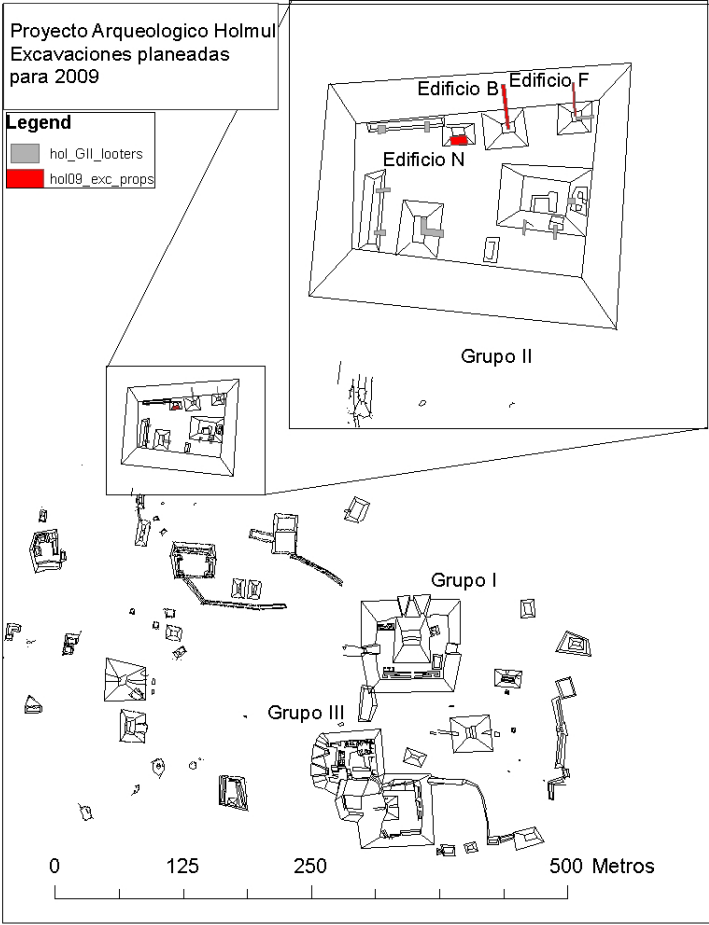 Proyecto Arqueologico Holmul
Excavaciones planeadas
para 2009
Legend
hol_GII_looters
hol09_exc_props
Edificio B
Edificio F
Edificio N
Grupo II
Grupo I
Grupo III
0 125 250 500 Metros